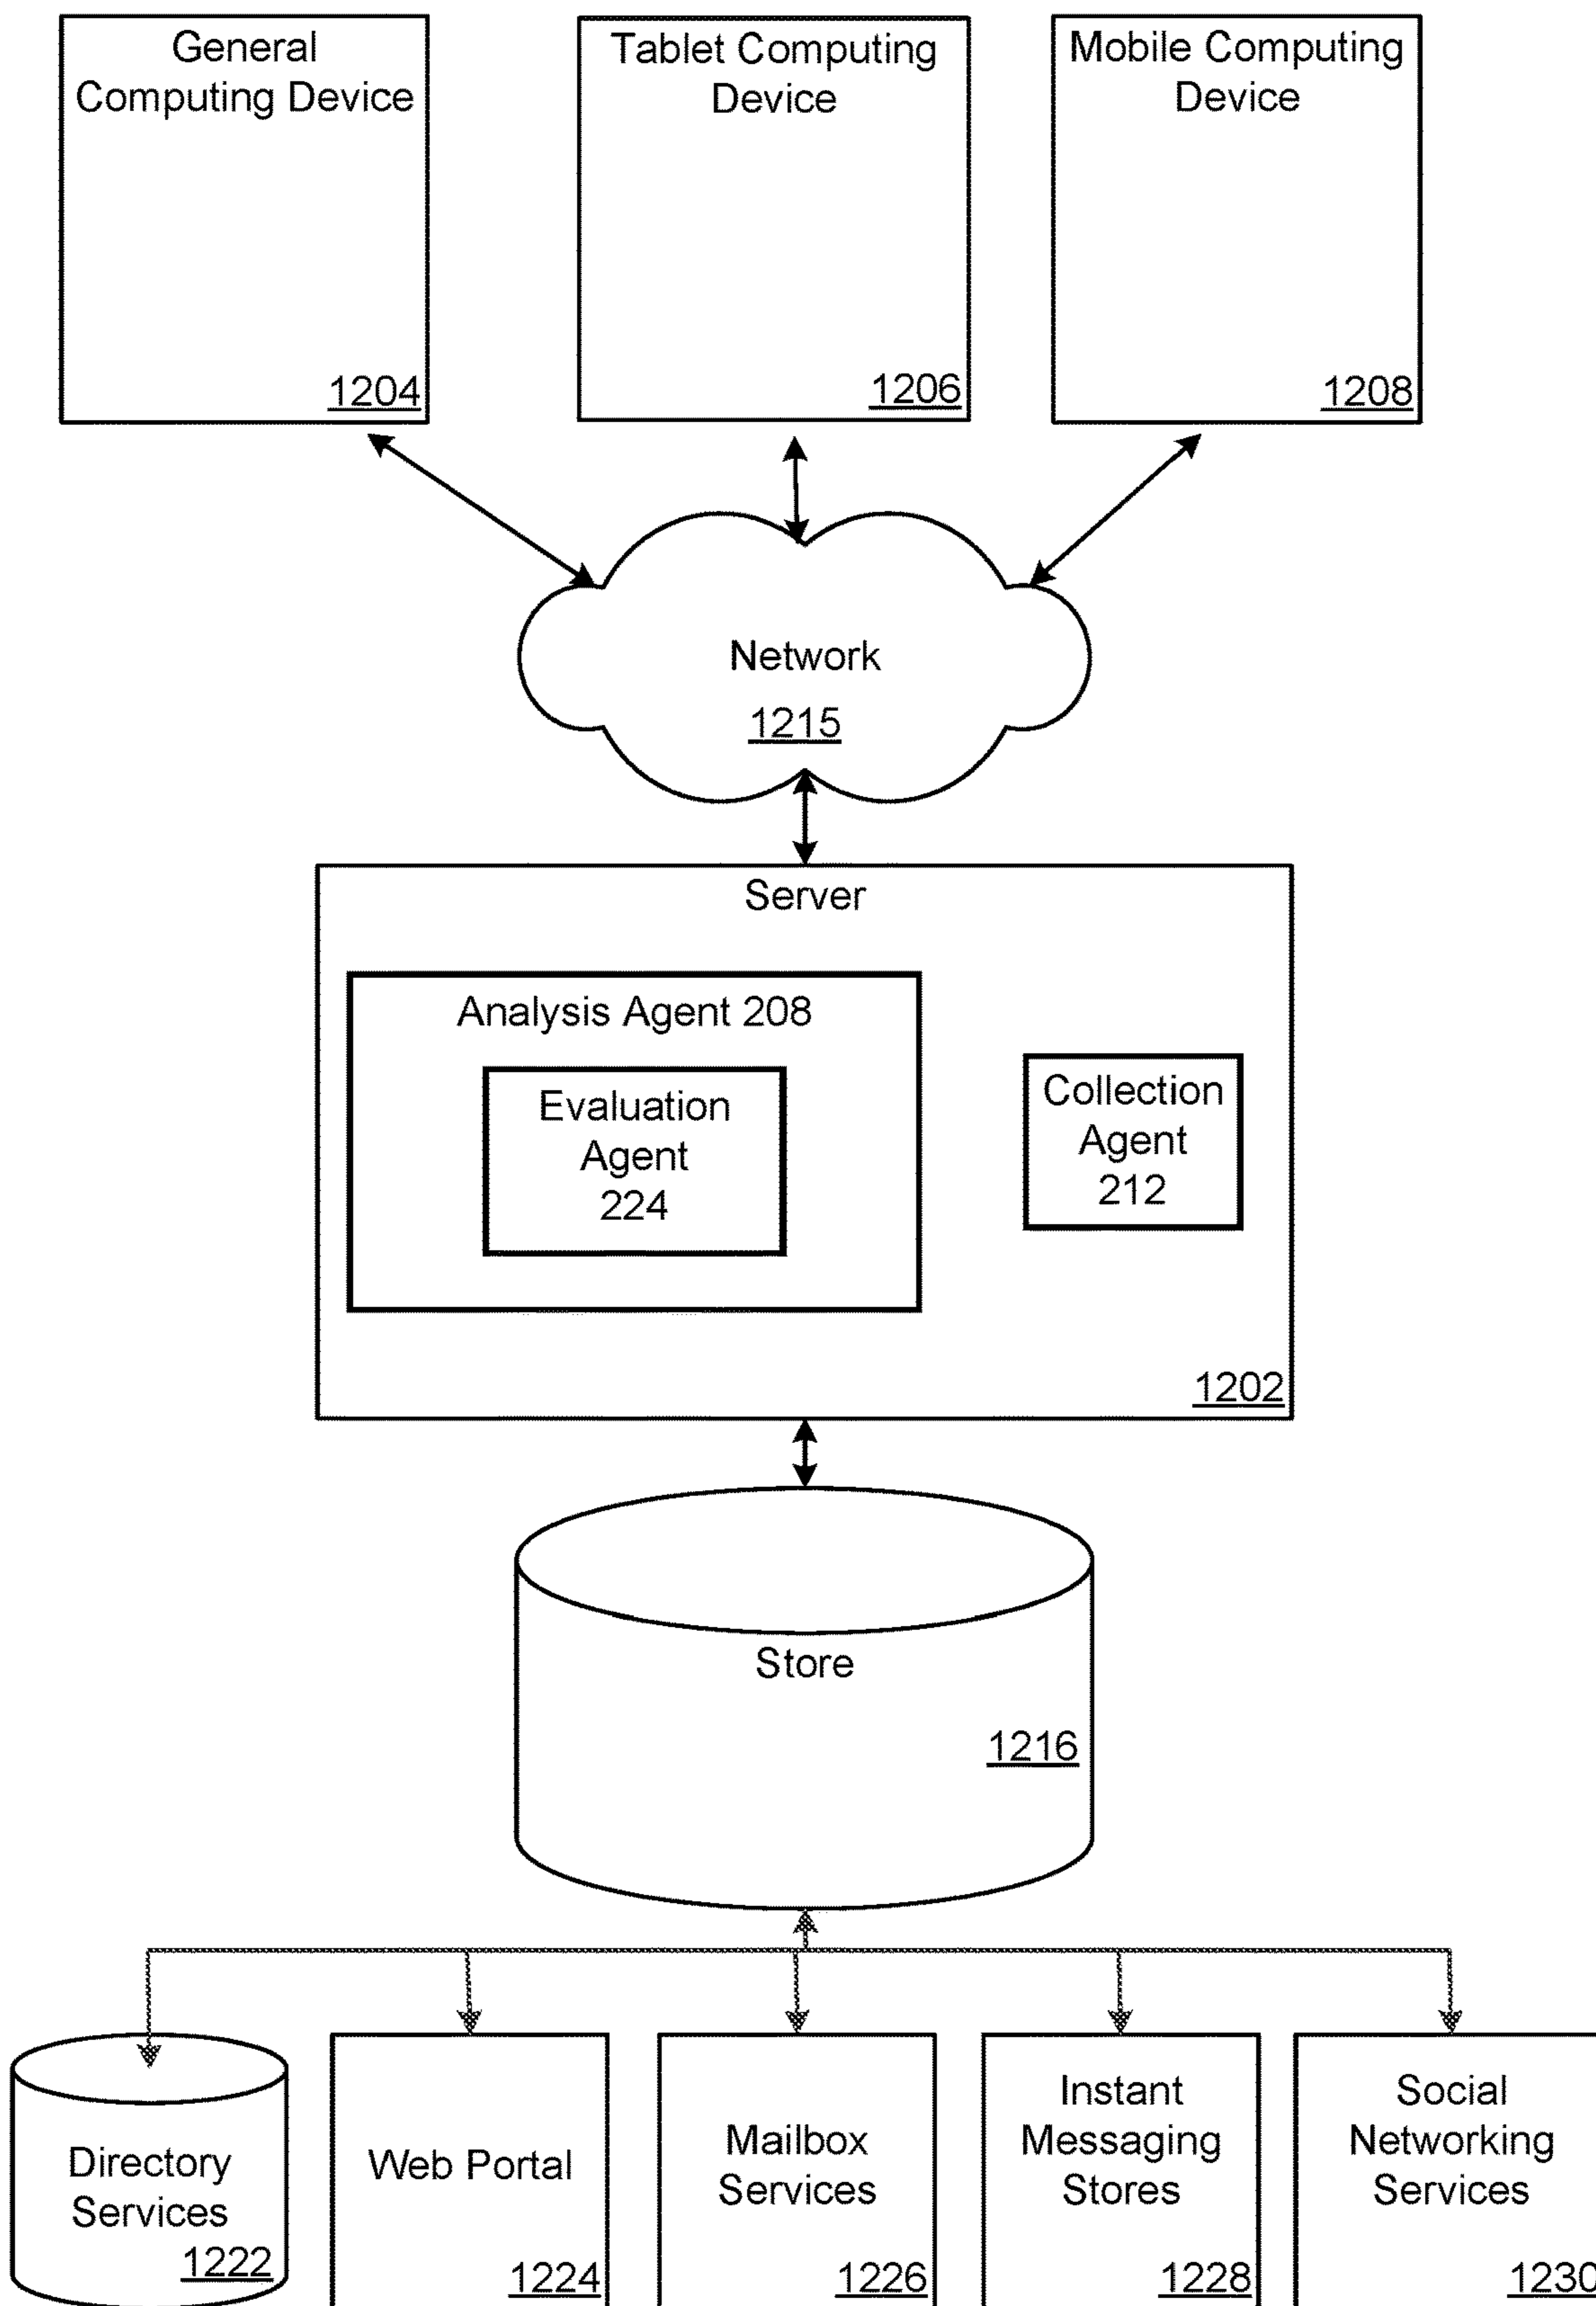 General
Computing Device
1204
Tablet Computing
Device
1206
Mobile Computing
Device
1208
Network
1215
Server
Analysis Agent 208
Evaluation
Agent
224
Collection
Agent
212
1202
Store
1216
Directory
Services
1222
Web Portal
1224
Mailbox
Services
1226
Instant
Messaging
Stores
1228
Social
Networking
Services
1230